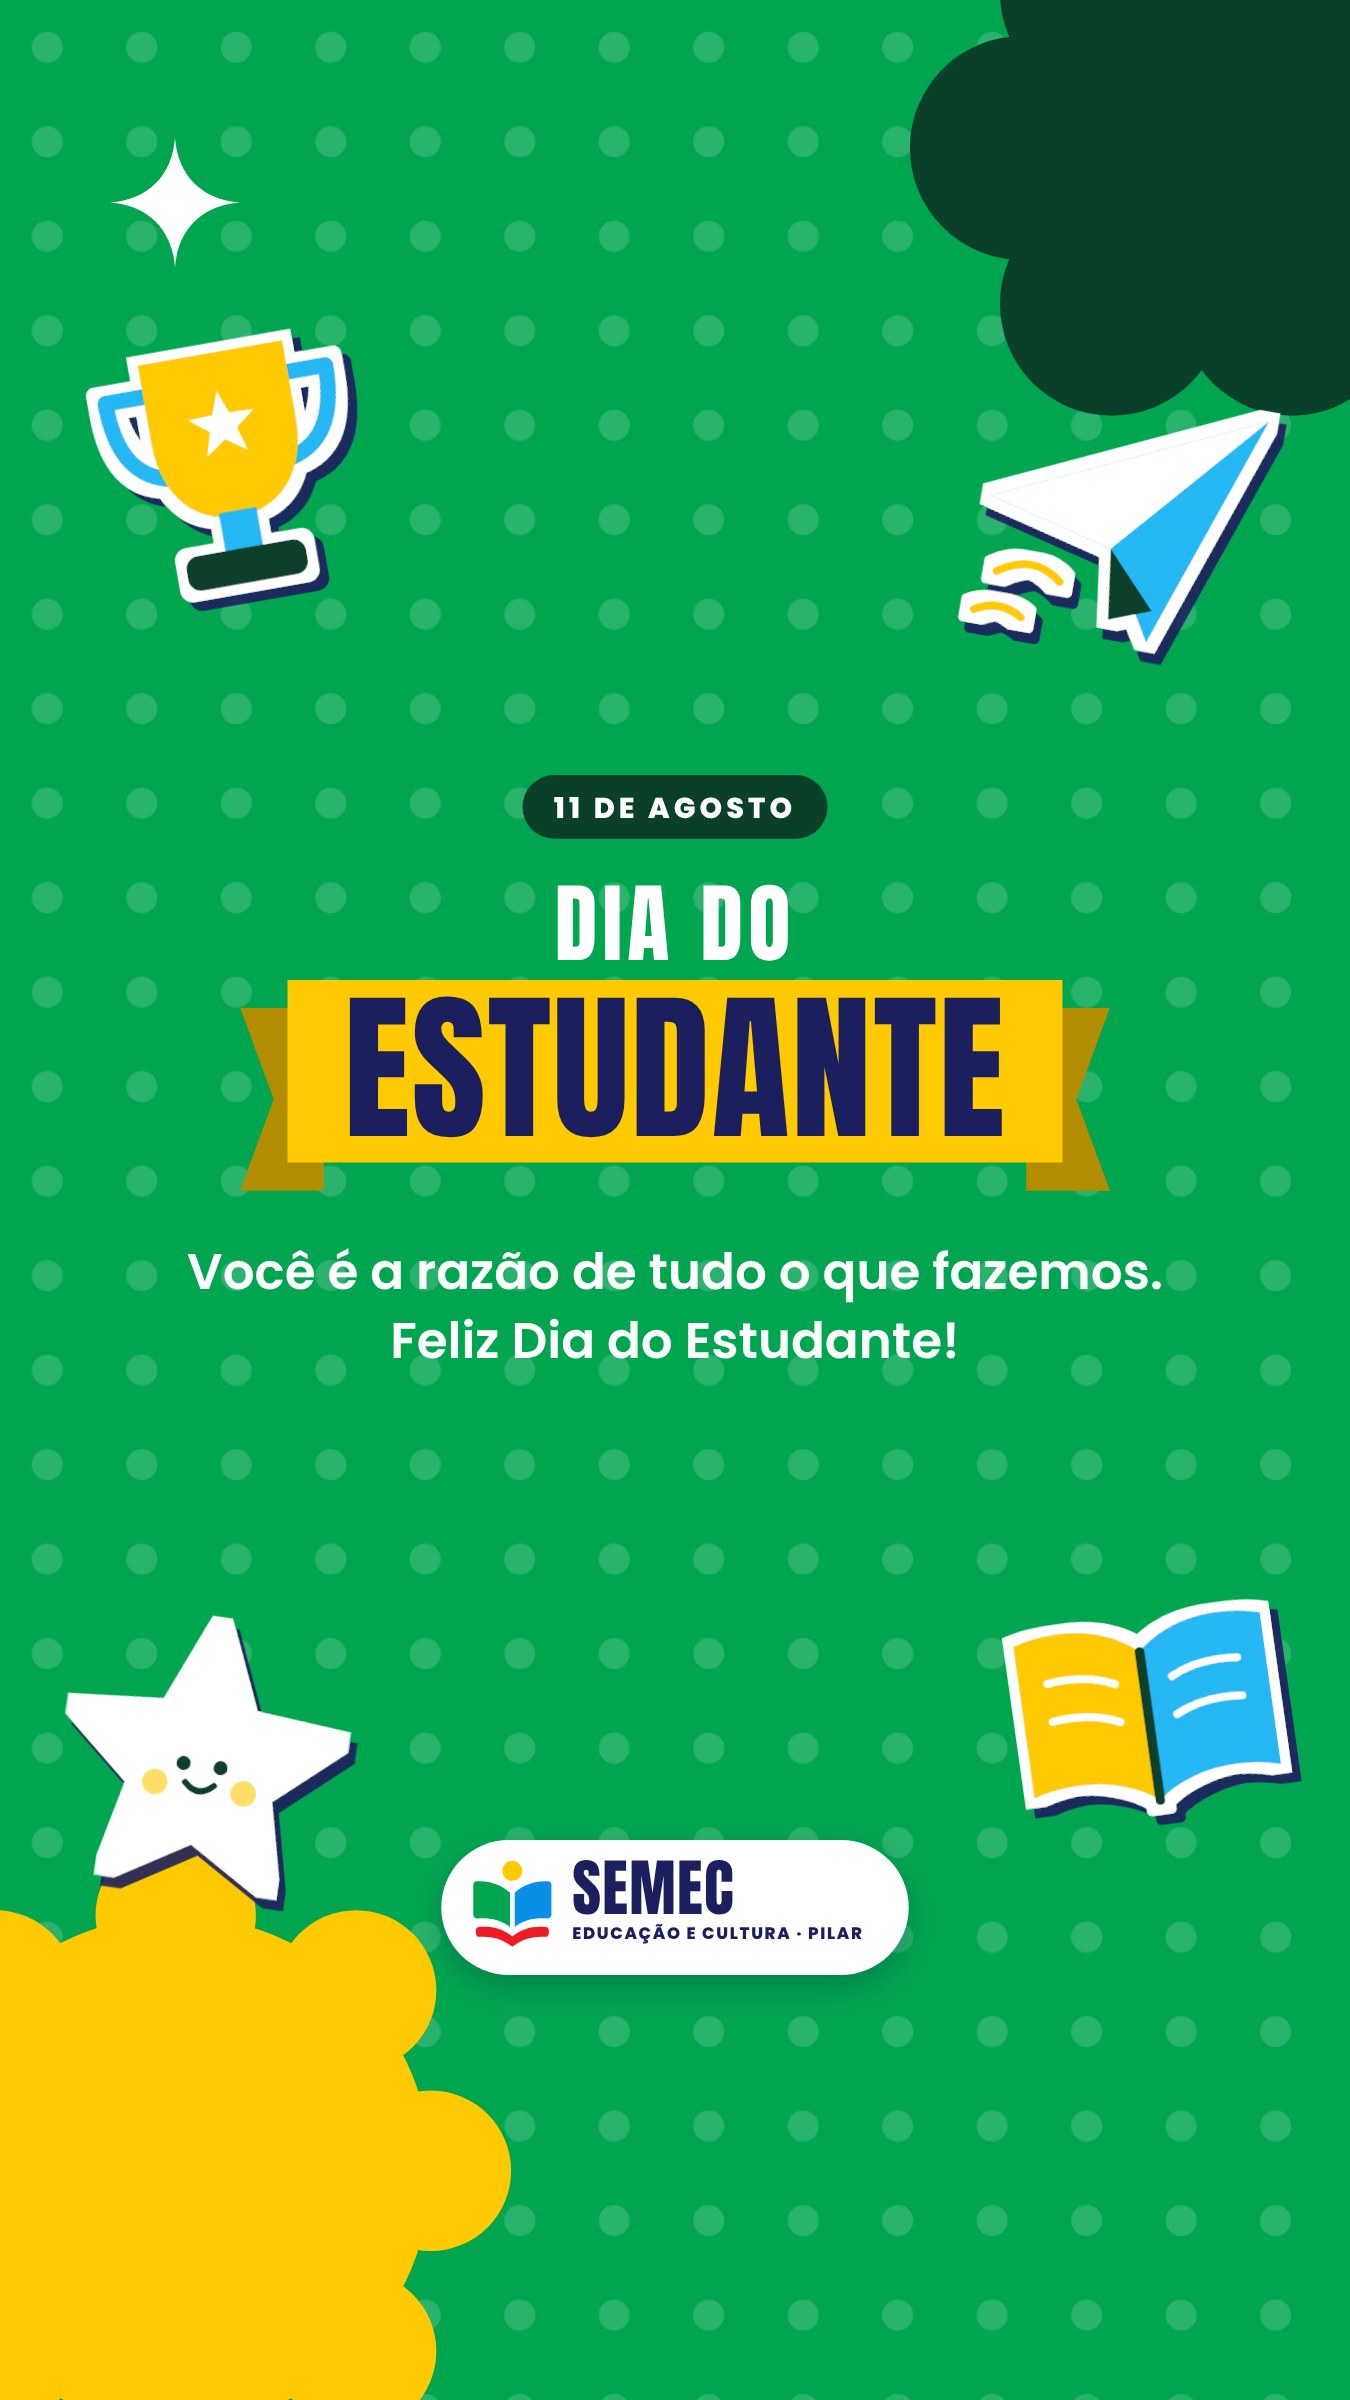 11 DE AGOSTO
DIA DO
ESTUDANTE
Você é a razão de tudo o que fazemos.
Feliz Dia do Estudante!
SEMEC
EDUCAÇÃO E CULTURA · PILAR